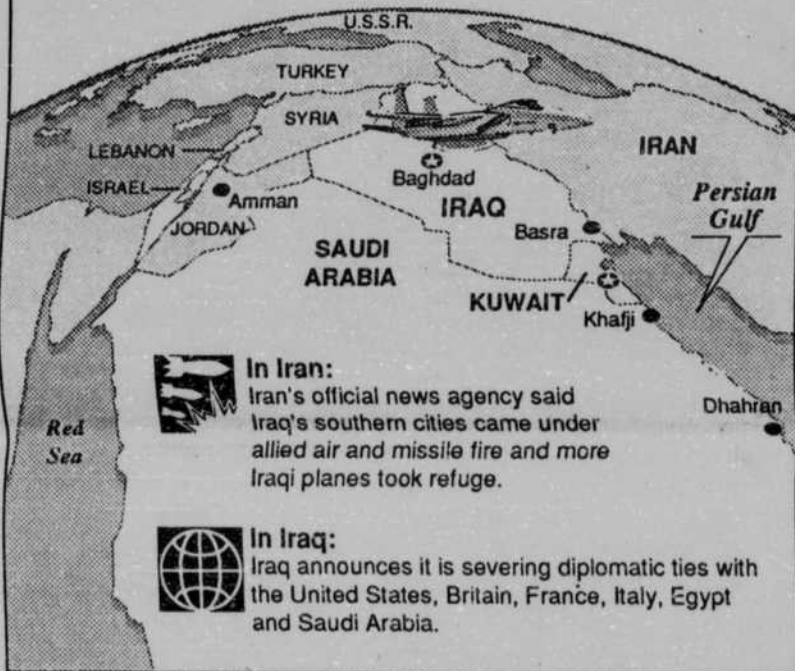 U.S.S.R.
TURKEY
SYRIA
LEBANON
IRAN
Baghdad
ISRAEL
Amman
IRAQ
Persian
Gulf
JORDAN
Basra
SAUDI
ARABIA
KUWAIT
Khafji
In Iran:
Iran's official news agency said
Iraq's southern cities came under
allied air and missile fire and more
Iraqi planes took refuge.
Dhahran
Red
Sea
In Iraq:
Iraq announces it is severing diplomatic ties with
the United States, Britain, France, Italy, Egypt
and Saudi Arabia.